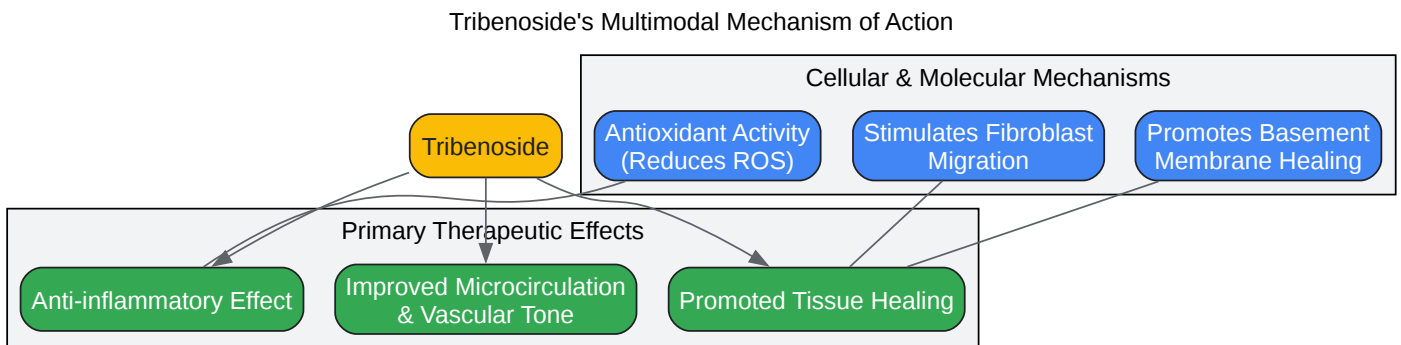 Tribenoside's Multimodal Mechanism of Action
Cellular & Molecular Mechanisms
Tribenoside
Antioxidant Activity
(Reduces ROS)
Stimulates Fibroblast
Migration
Promotes Basement
Membrane Healing
Primary Therapeutic Effects
Anti-inflammatory Effect
Improved Microcirculation
& Vascular Tone
Promoted Tissue Healing